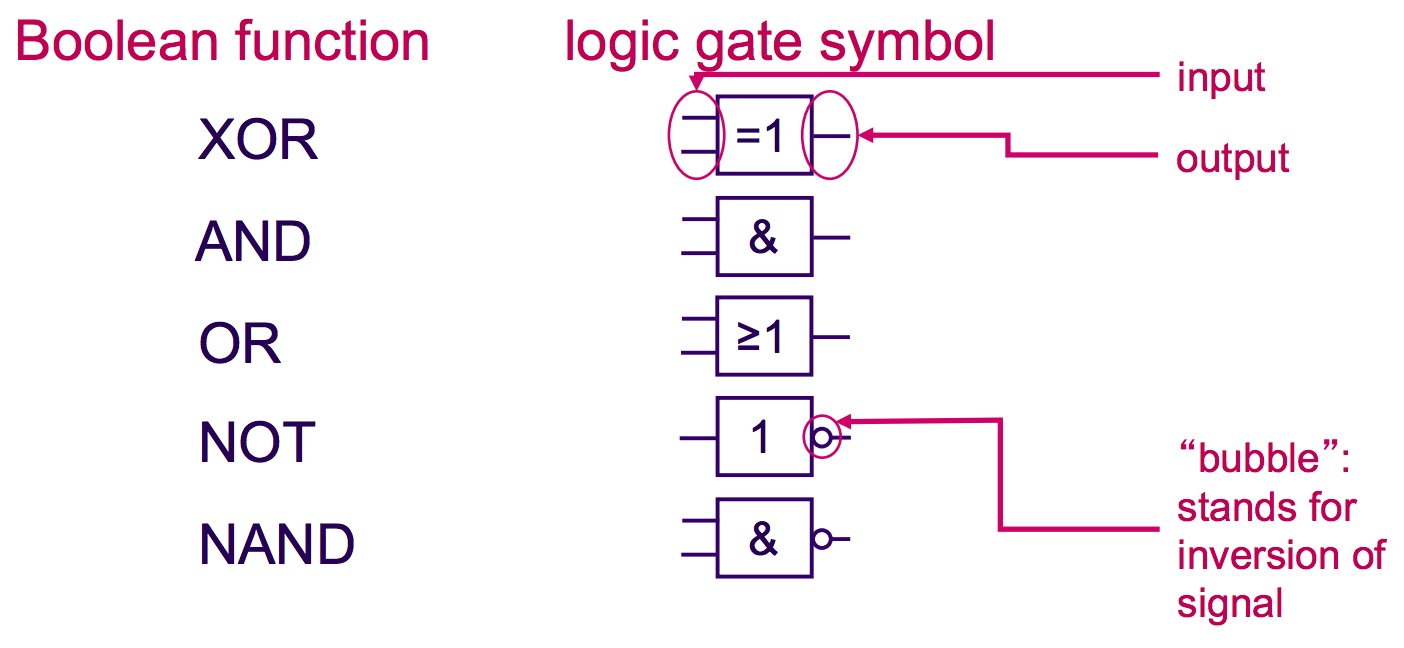 Boolean function
logic gate symbol
input
output
XOR
=1
AND
&
OR
≥1
NOT
1
NAND
&
“bubble”:
stands for
inversion of
signal